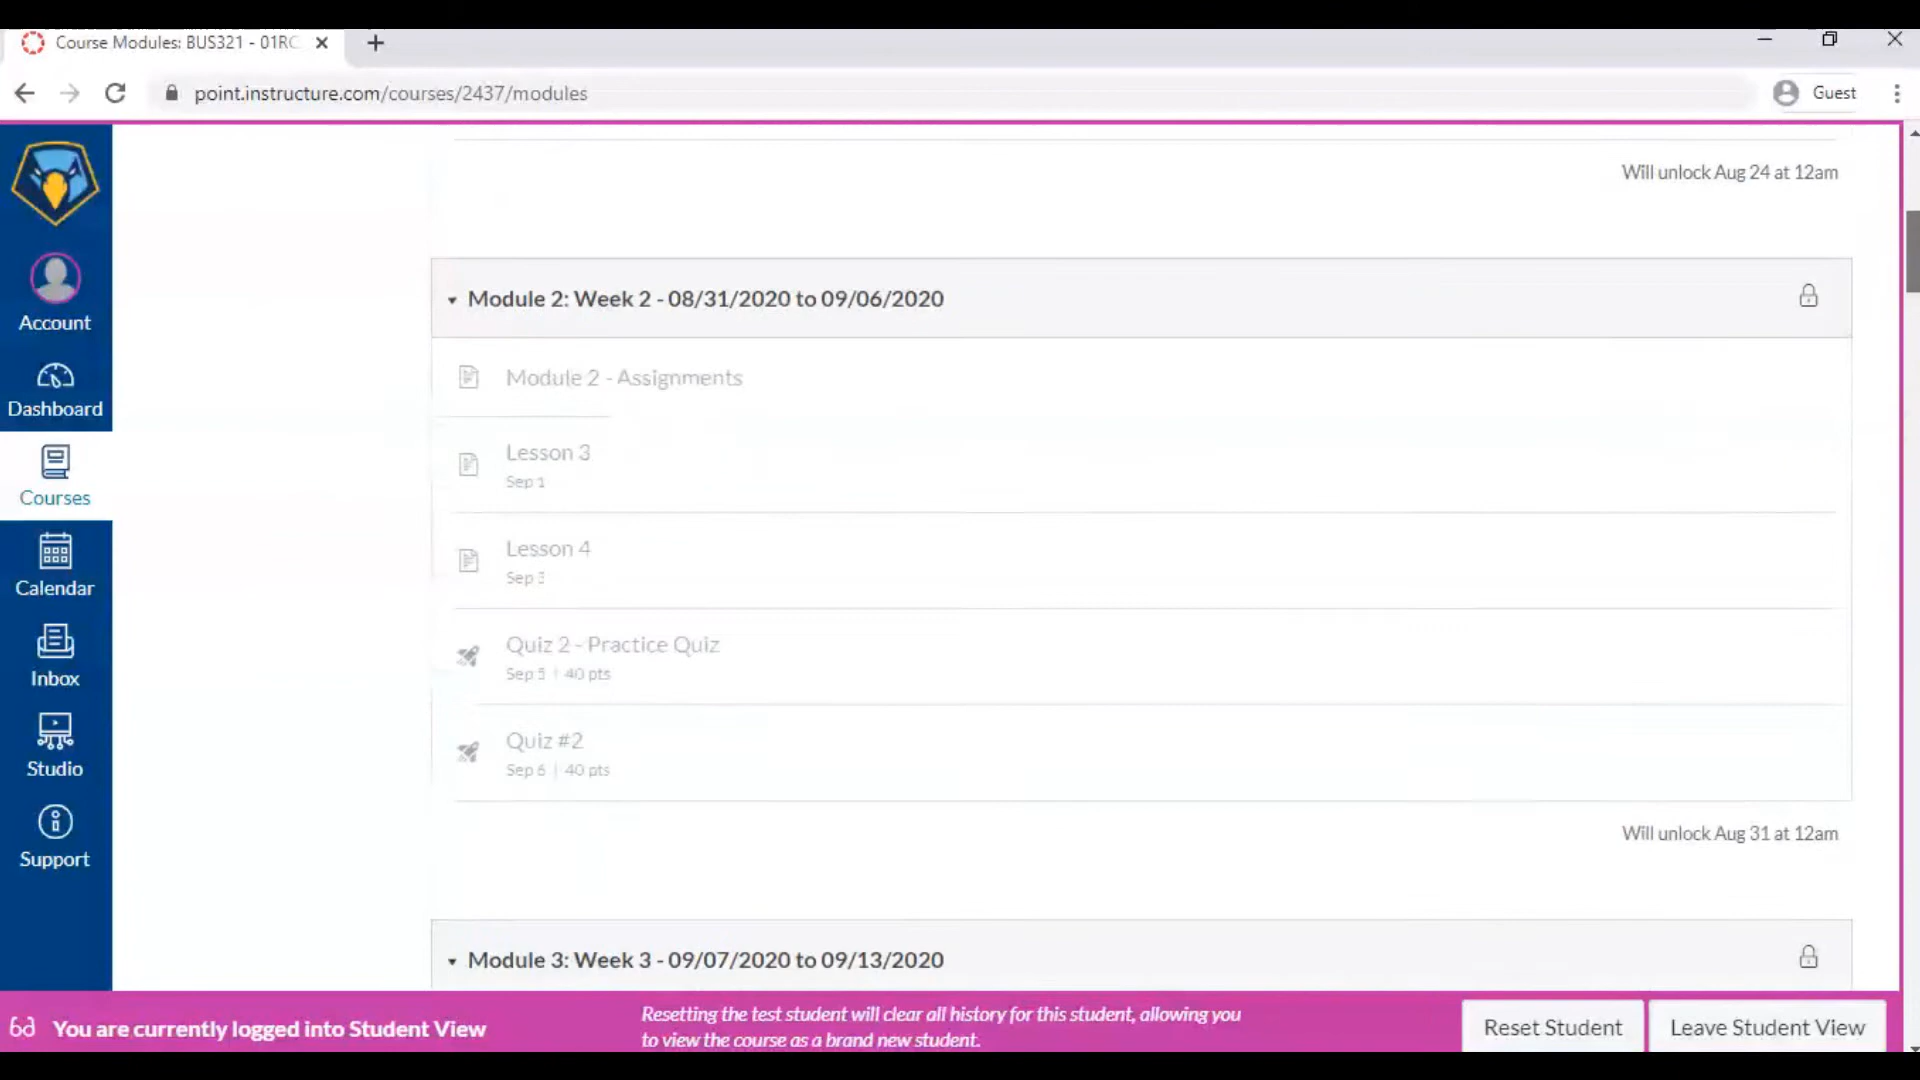 Course Modules: BUS321 - 01RC
point.instructure.com/courses/2437/modules
Guest
Account
Dashboard
Courses
Calendar
Inbox
Studio
Support
Will unlock Aug 24 at 12am
Module 2: Week 2 - 08/31/2020 to 09/06/2020
Module 2 - Assignments
Lesson 3
Sep 1
Lesson 4
Sep 3
Quiz 2 - Practice Quiz
Sep 5 | 40 pts
Quiz #2
Sep 6 | 40 pts
Will unlock Aug 31 at 12am
Module 3: Week 3 - 09/07/2020 to 09/13/2020
You are currently logged into Student View
Resetting the test student will clear all history for this student, allowing you
to view the course as a brand new student.
Reset Student
Leave Student View